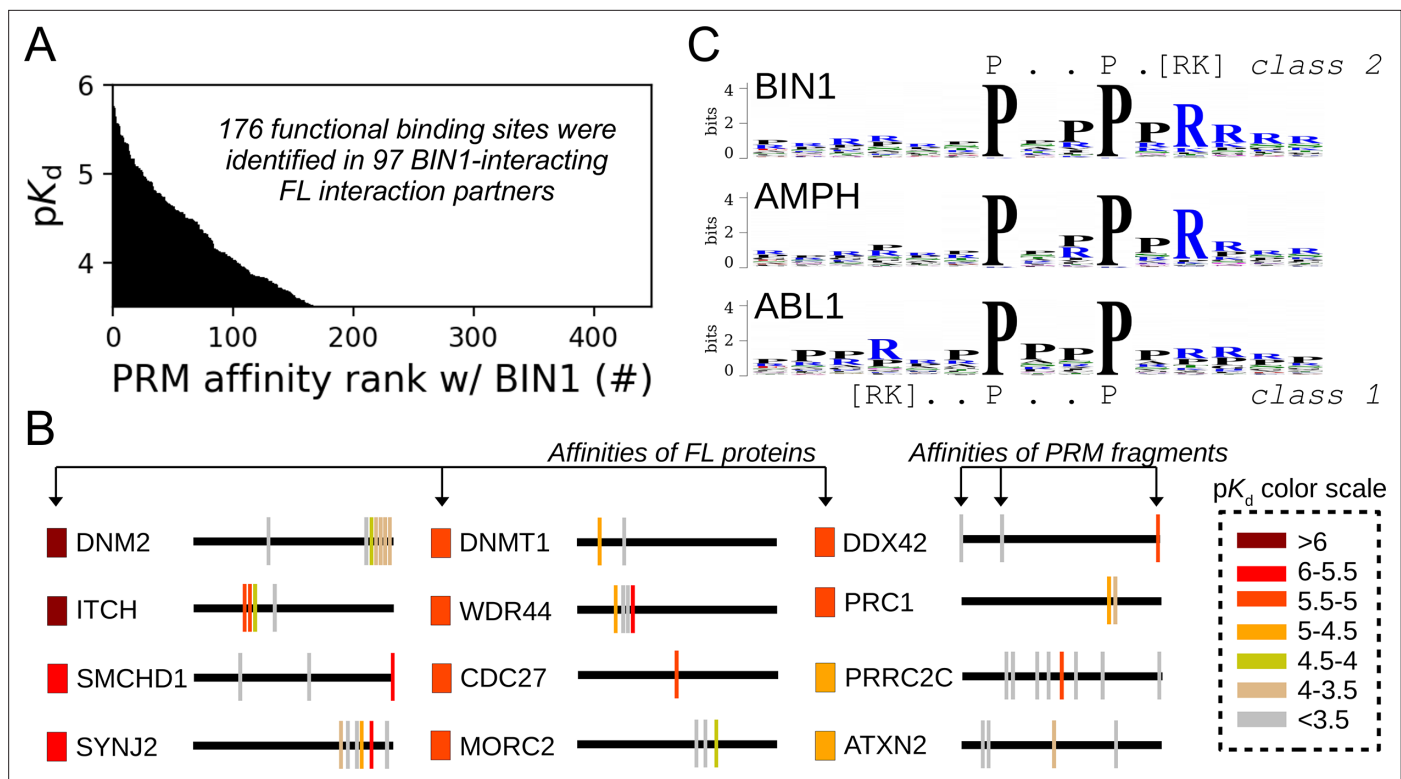 A
6
5
4
pKd
176 functional binding sites were
identified in 97 BIN1-interacting
FL interaction partners
0 100 200 300 400
PRM affinity rank w/ BIN1 (#)
C
P . . P .[RK] class 2
BIN1
bits
4
2
0
P P P P R R R R
AMPH
bits
4
2
0
P P P P R R
ABL1
bits
4
2
0
P P R P P P P P P R R
[RK]. . P . . P class 1
B
Affinities of FL proteins
Affinities of PRM fragments
DNM2
ITCH
SMCHD1
SYNJ2
DNMT1
WDR44
CDC27
MORC2
DDX42
PRC1
PRRC2C
ATXN2
pKd color scale
>6
6-5.5
5.5-5
5-4.5
4.5-4
4-3.5
<3.5